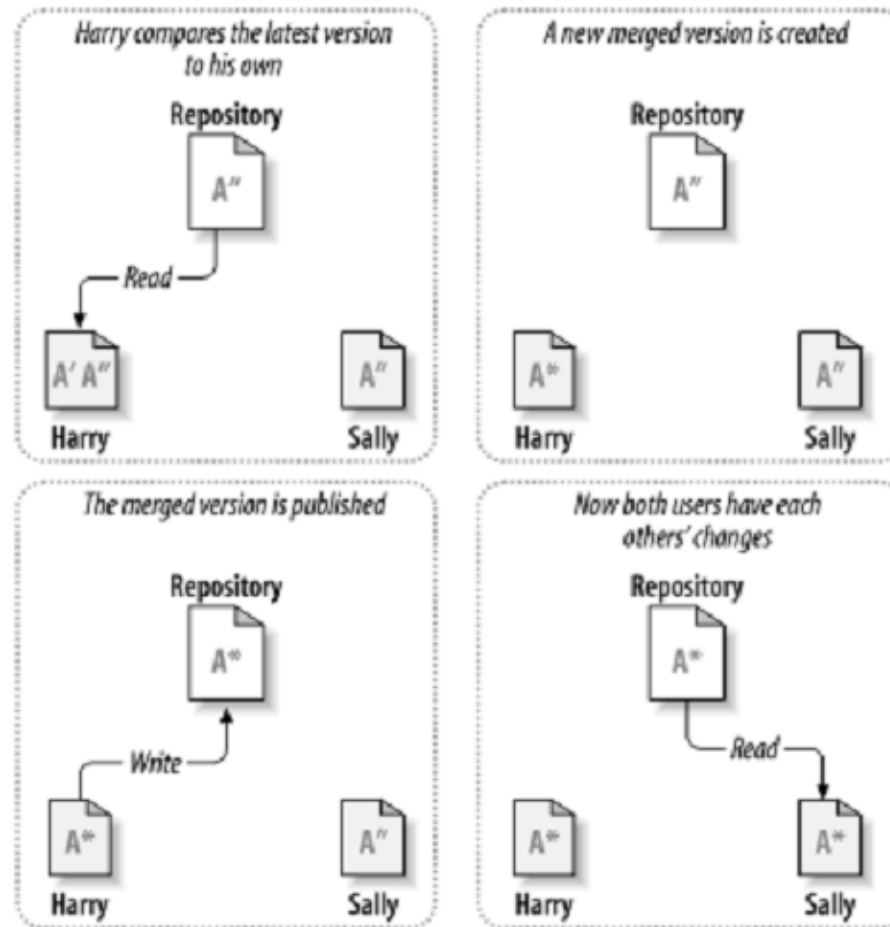 Harry compares the latest version
to his own
Repository
A″
Read
A′ A″
A″
Harry
Sally
A new merged version is created
Repository
A″
A*
A″
Harry
Sally
The merged version is published
Repository
A*
Write
A*
A″
Harry
Sally
Now both users have each
others’ changes
Repository
A*
Read
A*
A*
Harry
Sally